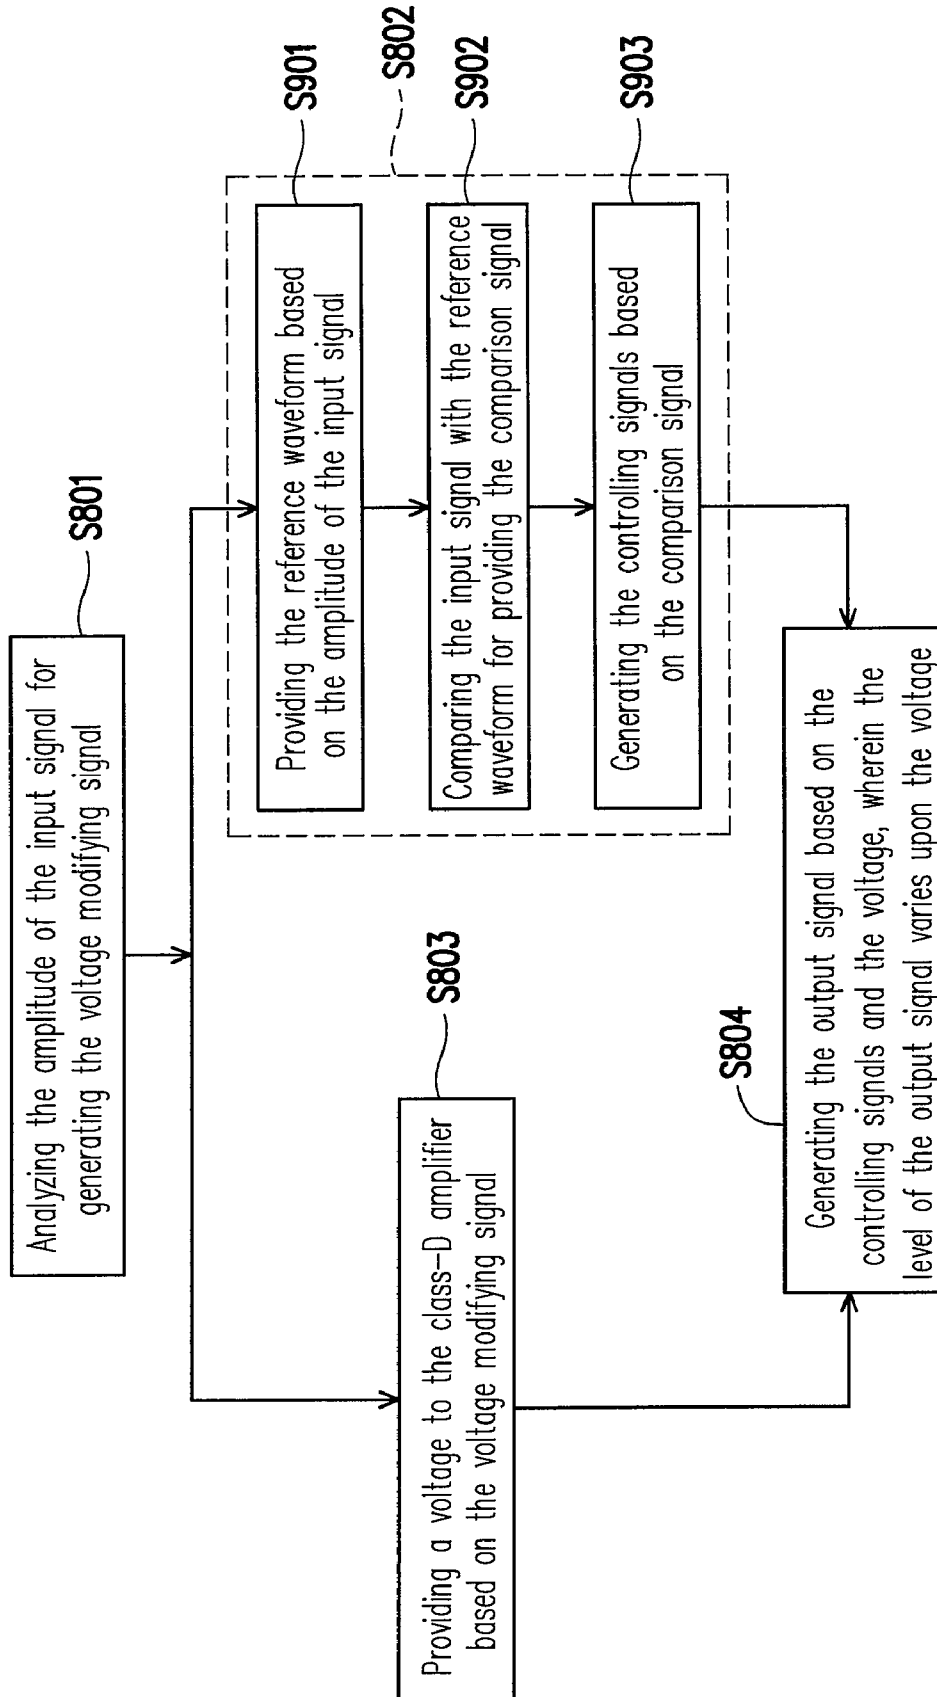 S801
Analyzing the amplitude of the input signal for
generating the voltage modifying signal
S802
S901
Providing the reference waveform based
on the amplitude of the input signal
S902
Comparing the input signal with the reference
waveform for providing the comparison signal
S903
Generating the controlling signals based
on the comparison signal
S803
Providing a voltage to the class-D amplifier
based on the voltage modifying signal
S804
Generating the output signal based on the
controlling signals and the voltage, wherein the
level of the output signal varies upon the voltage